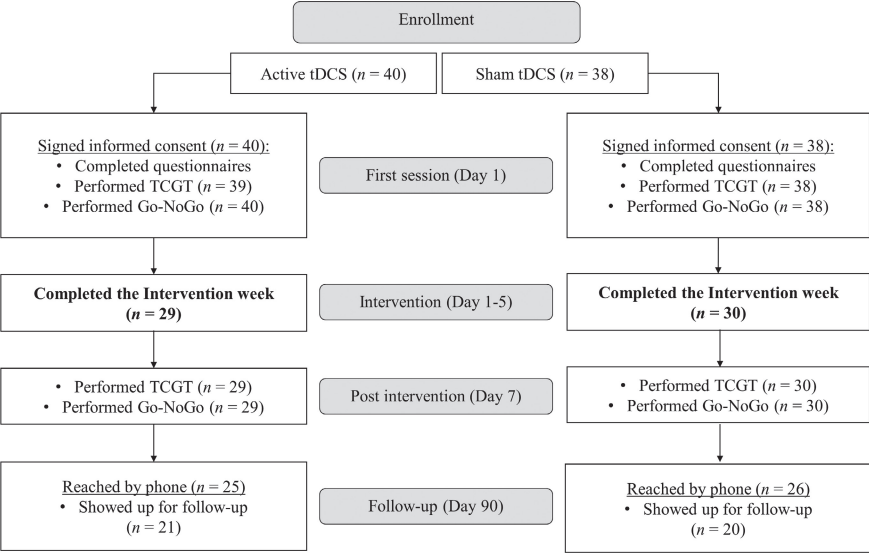 Enrollment
Active tDCS (n = 40)
Sham tDCS (n = 38)
Signed informed consent (n = 40):
• Completed questionnaires
• Performed TCGT (n = 39)
• Performed Go-NoGo (n = 40)
First session (Day 1)
Signed informed consent (n = 38):
• Completed questionnaires
• Performed TCGT (n = 38)
• Performed Go-NoGo (n = 38)
Completed the Intervention week
(n = 29)
Intervention (Day 1-5)
Completed the Intervention week
(n = 30)
• Performed TCGT (n = 29)
• Performed Go-NoGo (n = 29)
Post intervention (Day 7)
• Performed TCGT (n = 30)
• Performed Go-NoGo (n = 30)
Reached by phone (n = 25)
• Showed up for follow-up
(n = 21)
Follow-up (Day 90)
Reached by phone (n = 26)
• Showed up for follow-up
(n = 20)